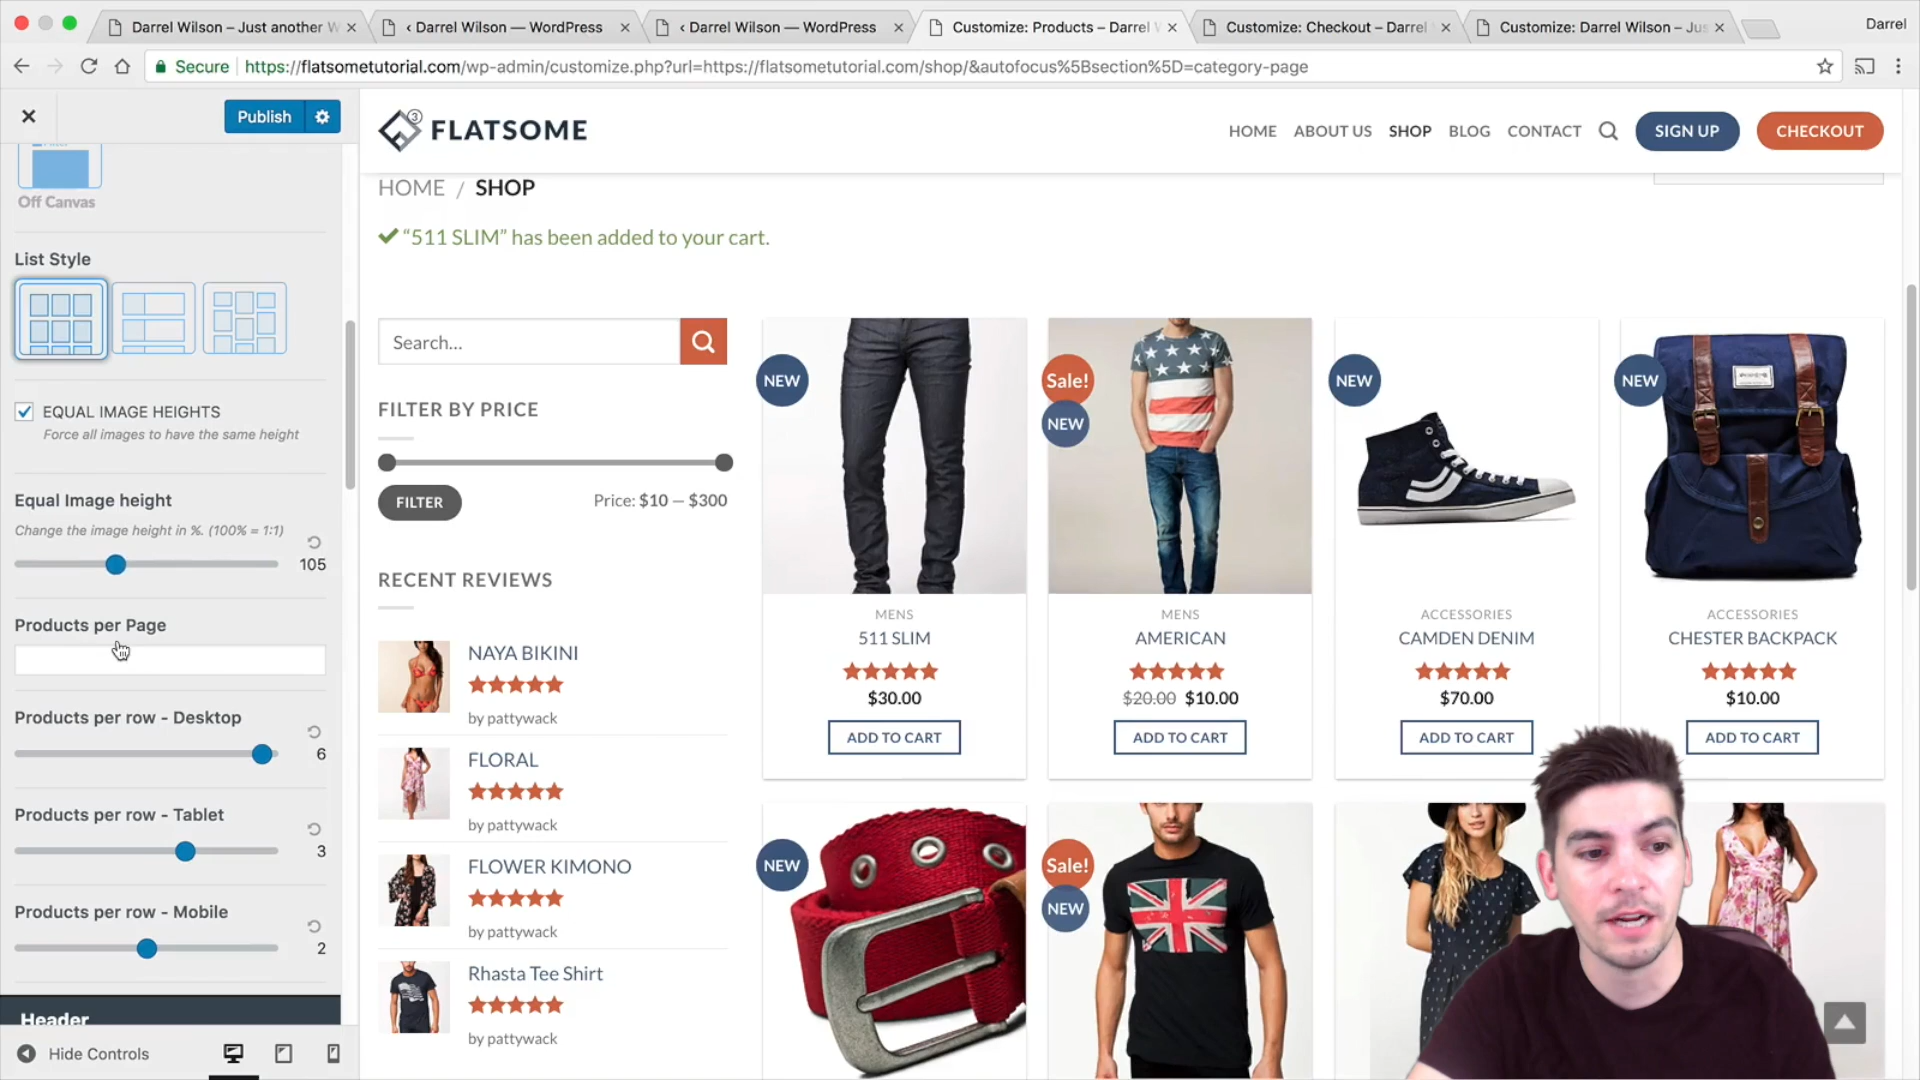 Darrel Wilson – Just another W
‹ Darrel Wilson — WordPress
‹ Darrel Wilson — WordPress
Customize: Products – Darrel W
Customize: Checkout – Darrel
Customize: Darrel Wilson – Jus
Darrel
Secure
https://flatsometutorial.com/wp-admin/customize.php?url=https://flatsometutorial.com/shop/&autofocus%5Bsection%5D=category-page
Publish
3
FLATSOME
HOME
ABOUT US
SHOP
BLOG
CONTACT
SIGN UP
CHECKOUT
Off Canvas
List Style
EQUAL IMAGE HEIGHTS
Force all images to have the same height
Equal Image height
Change the image height in %. (100% = 1:1)
105
Products per Page
Products per row - Desktop
6
Products per row - Tablet
3
Products per row - Mobile
2
Header
Hide Controls
HOME / SHOP
“511 SLIM” has been added to your cart.
Search...
FILTER BY PRICE
FILTER
Price: $10 — $300
RECENT REVIEWS
NAYA BIKINI
by pattywack
FLORAL
by pattywack
FLOWER KIMONO
by pattywack
Rhasta Tee Shirt
by pattywack
NEW
MENS
511 SLIM
$30.00
ADD TO CART
Sale!
NEW
MENS
AMERICAN
$20.00 $10.00
ADD TO CART
NEW
ACCESSORIES
CAMDEN DENIM
$70.00
ADD TO CART
NEW
ACCESSORIES
CHESTER BACKPACK
$10.00
ADD TO CART
NEW
Sale!
NEW